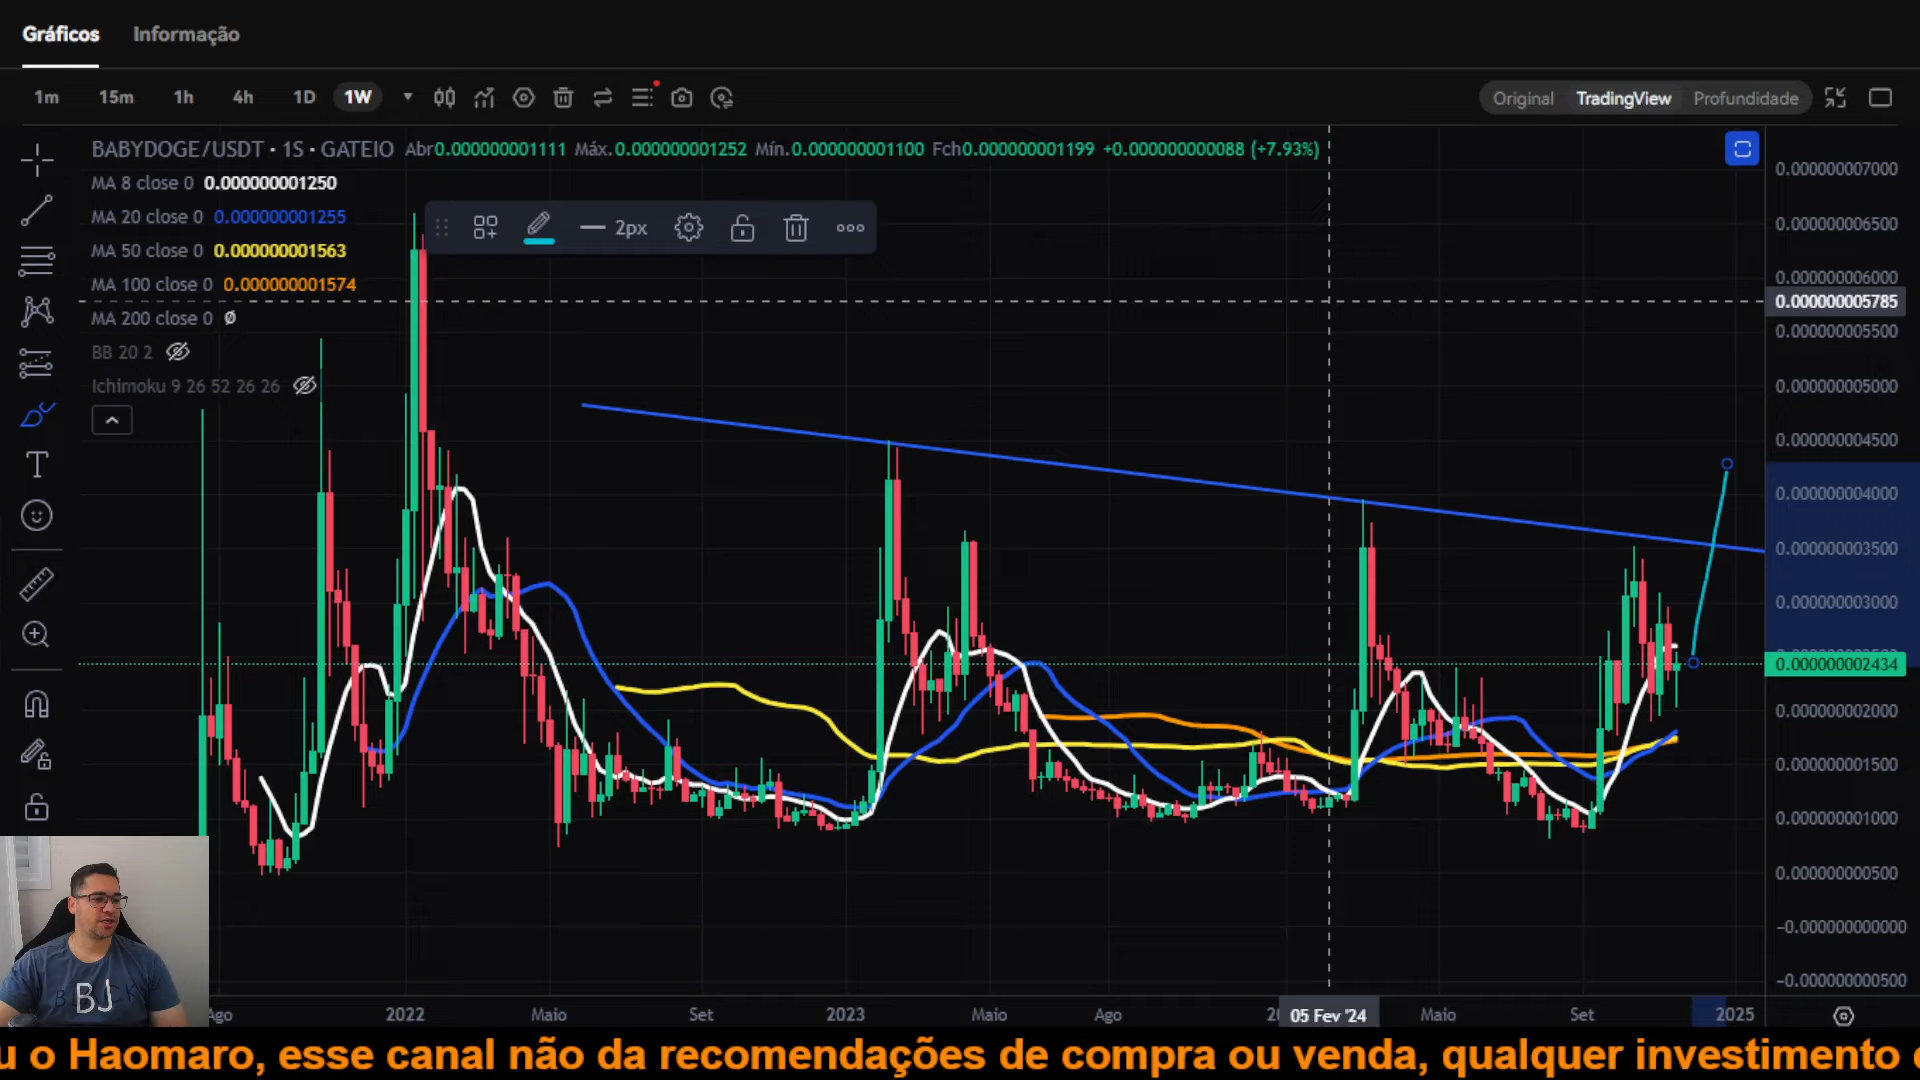 Gráficos Informação
1m 15m 1h 4h 1D 1W
Original TradingView Profundidade
BABYDOGE/USDT · 1S · GATEIO Abr0.000000001111 Máx.0.000000001252 Mín.0.000000001100 Fch0.000000001199 +0.000000000088 (+7.93%)
MA 8 close 0 0.000000001250
MA 20 close 0 0.000000001255
MA 50 close 0 0.000000001563
MA 100 close 0 0.000000001574
MA 200 close 0 ø
BB 20 2
Ichimoku 9 26 52 26 26
2px
0.000000007000
0.000000006500
0.000000006000
0.000000005785
0.000000005500
0.000000005000
0.000000004500
0.000000004000
0.000000003500
0.000000003000
0.000000002434
0.000000002000
0.000000001500
0.000000001000
0.000000000500
−0.000000000000
−0.000000000500
Ago 2022 Maio Set 2023 Maio Ago 05 Fev '24 Maio Set 2025
BJ
u o Haomaro, esse canal não da recomendações de compra ou venda, qualquer investimento